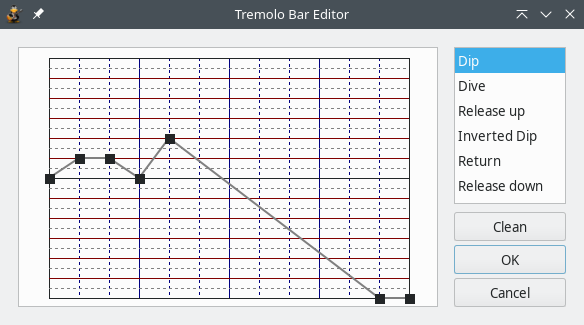 Tremolo Bar Editor
Dip
Dive
Release up
Inverted Dip
Return
Release down
Clean
OK
Cancel